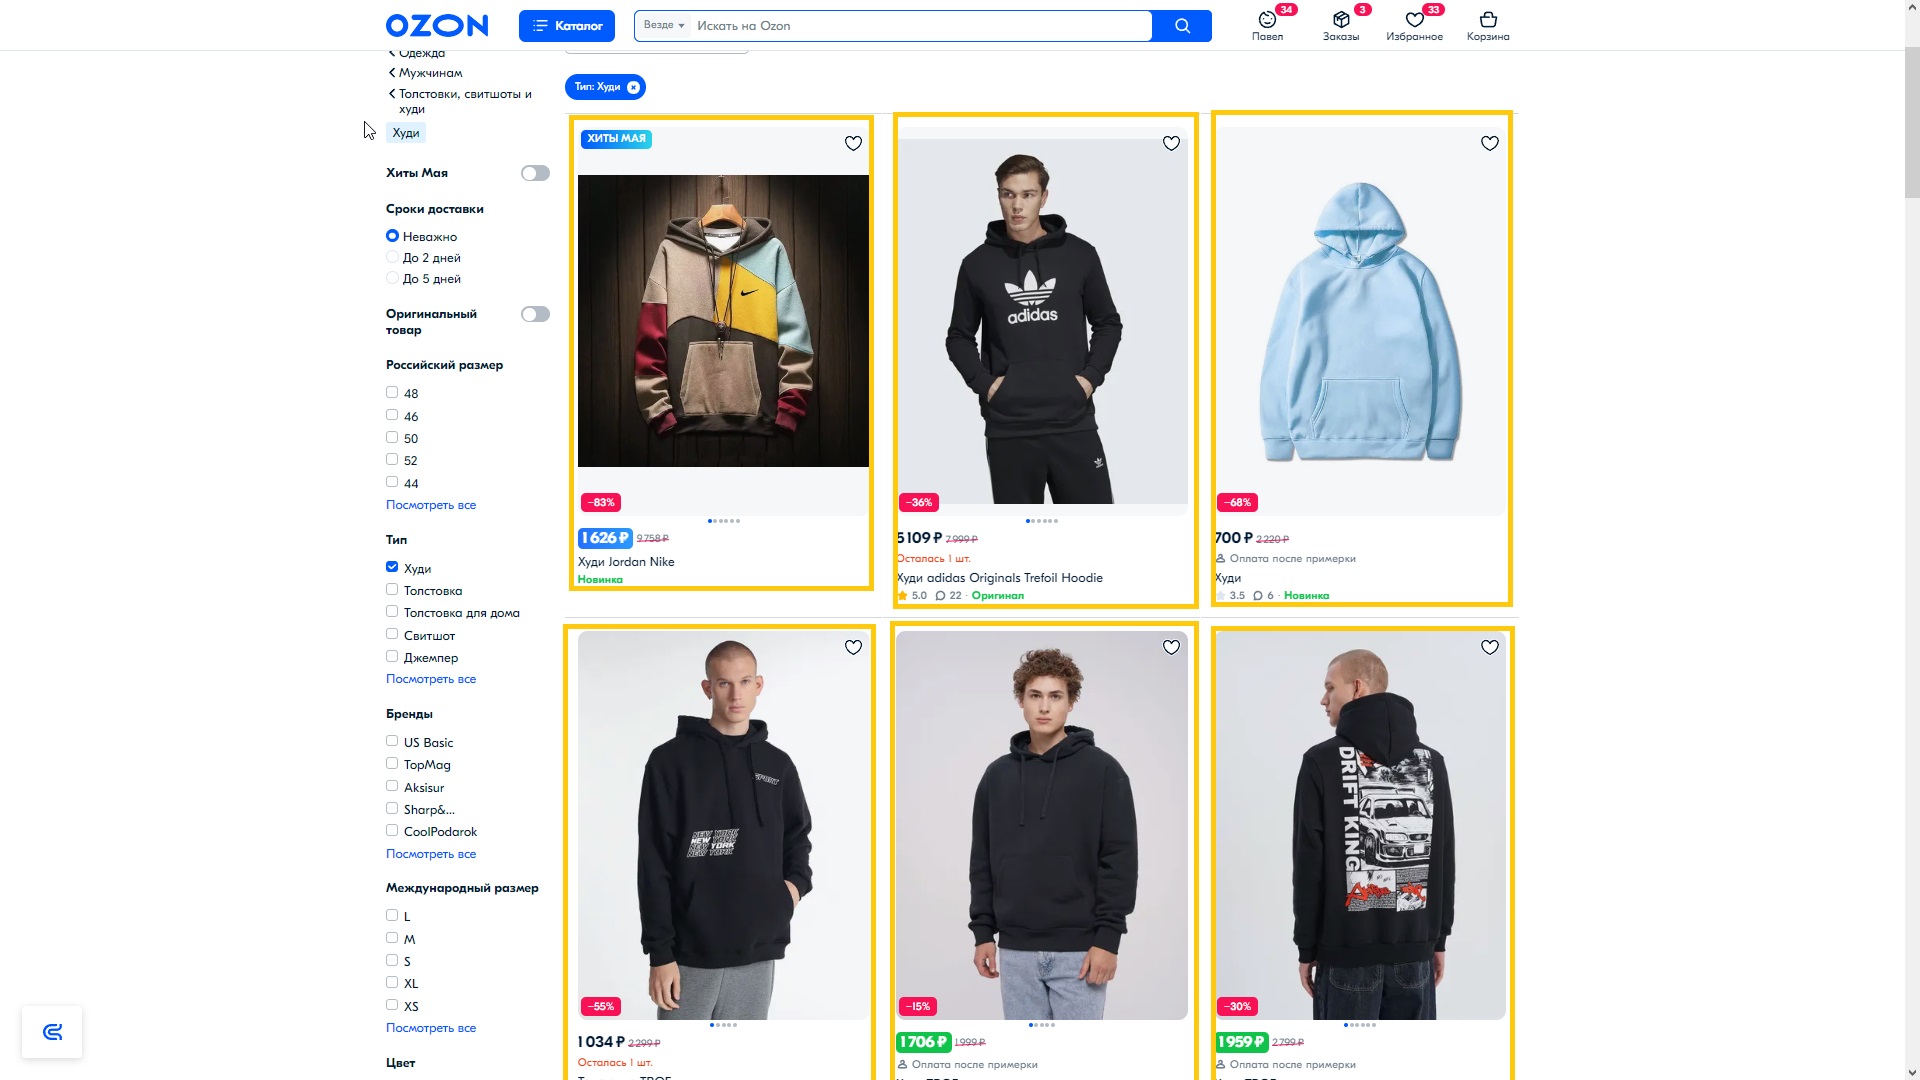 OZON
Каталог
Везде
Искать на Ozon
34
Павел
3
Заказы
33
Избранное
Корзина
Одежда
Мужчинам
Толстовки, свитшоты и
худи
Худи
Хиты Мая
Сроки доставки
Неважно
До 2 дней
До 5 дней
Оригинальный
товар
Российский размер
48
46
50
52
44
Посмотреть все
Тип
Худи
Толстовка
Толстовка для дома
Свитшот
Джемпер
Посмотреть все
Бренды
US Basic
TopMag
Aksisur
Sharp&...
CoolPodarok
Посмотреть все
Международный размер
L
M
S
XL
XS
Посмотреть все
Цвет
Тип: Худи
ХИТЫ МАЯ
−83%
1 626 ₽ 9 758 ₽
Худи Jordan Nike
Новинка
adidas
−36%
5 109 ₽ 7 999 ₽
Осталась 1 шт.
Худи adidas Originals Trefoil Hoodie
5.0 22 · Оригинал
−68%
700 ₽ 2 220 ₽
Оплата после примерки
Худи
3.5 6 · Новинка
SPORT
NEW YORK
NEW YORK
NEW YORK
−55%
1 034 ₽ 2 299 ₽
Осталась 1 шт.
−15%
1 706 ₽ 1 999 ₽
Оплата после примерки
DRIFT KING
−30%
1 959 ₽ 2 799 ₽
Оплата после примерки